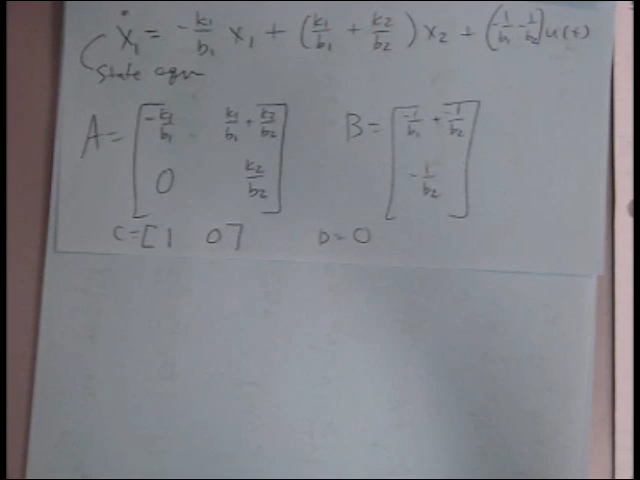 ẋ₁ = -k₁/b₁ x₁ + (k₁/b₁ + k₂/b₂) x₂ + (-1/b₁ -1/b₂) u(t)
State eqn
A = [ -k₁/b₁  k₁/b₁ + k₂/b₂ ; 0  k₂/b₂ ]  B = [ -1/b₁ + -1/b₂ ; -1/b₂ ]
C = [1 0]  D = 0